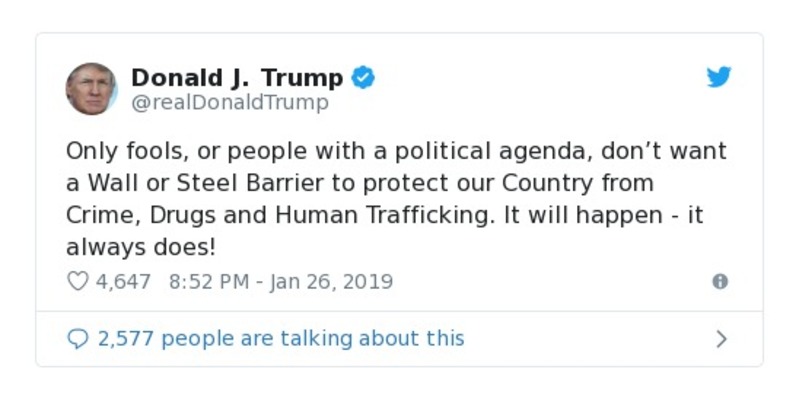 Donald J. Trump
@realDonaldTrump
Only fools, or people with a political agenda, don’t want
a Wall or Steel Barrier to protect our Country from
Crime, Drugs and Human Trafficking. It will happen - it
always does!
4,647 8:52 PM - Jan 26, 2019
2,577 people are talking about this